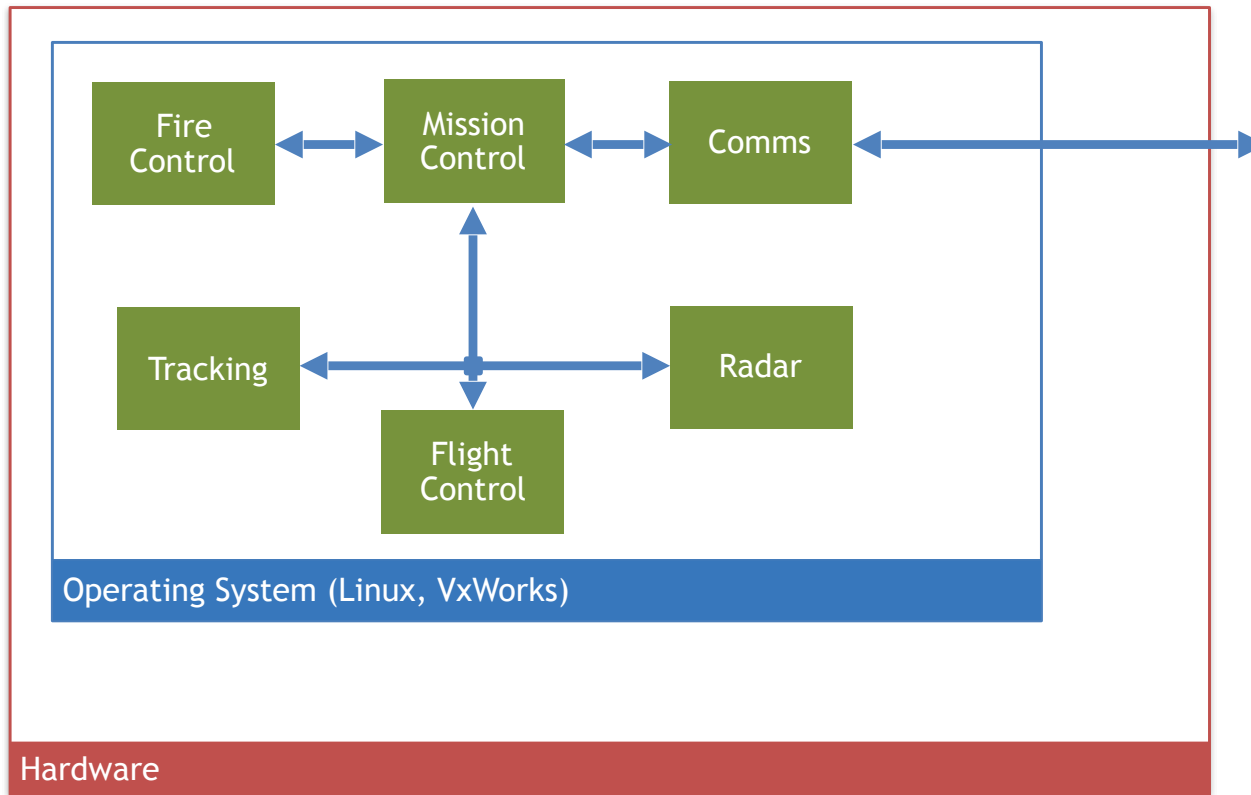 Fire
Control
Mission
Control
Comms
Tracking
Radar
Flight
Control
Operating System (Linux, VxWorks)
Hardware